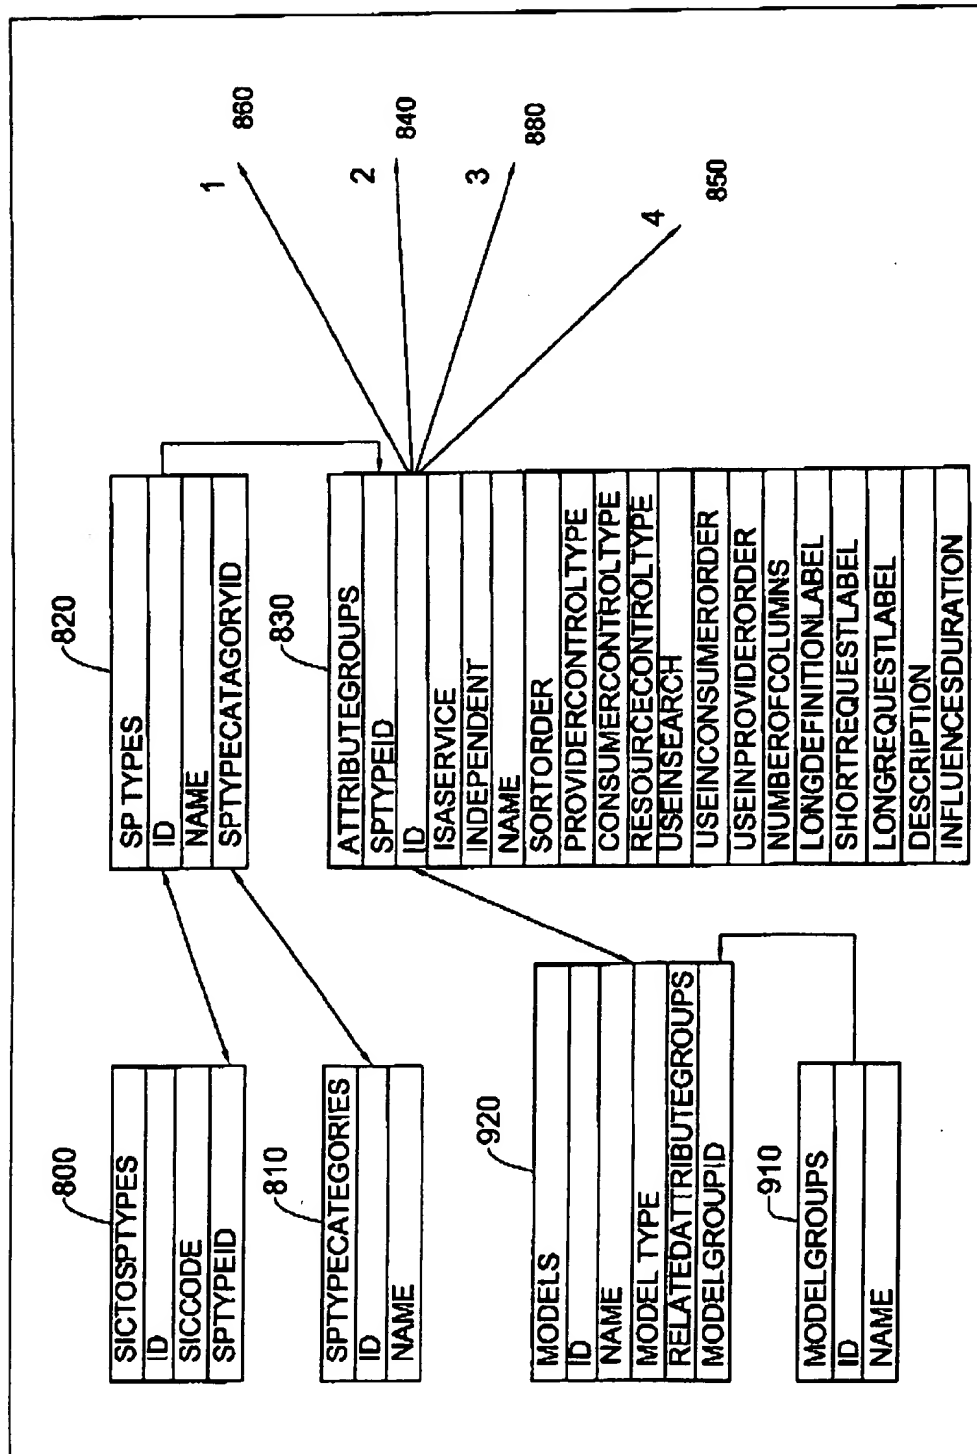 800
SICTOSPTYPES
ID
SICCODE
SPTYPEID
810
SPTYPECATEGORIES
ID
NAME
920
MODELS
ID
NAME
MODEL TYPE
RELATEDATTRIBUTEGROUPS
MODELGROUPID
910
MODELGROUPS
ID
NAME
820
SP TYPES
ID
NAME
SPTYPECATAGORYID
830
ATTRIBUTEGROUPS
SPTYPEID
ID
ISASERVICE
INDEPENDENT
NAME
SORTORDER
PROVIDERCONTROLTYPE
CONSUMERCONTROLTYPE
RESOURCECONTROLTYPE
USEINSEARCH
USEINCONSUMERORDER
USEINPROVIDERORDER
NUMBEROFCOLUMNS
LONGDEFINITIONLABEL
SHORTREQUESTLABEL
LONGREQUESTLABEL
DESCRIPTION
INFLUENCESDURATION
1
860
2
840
3
880
4
850